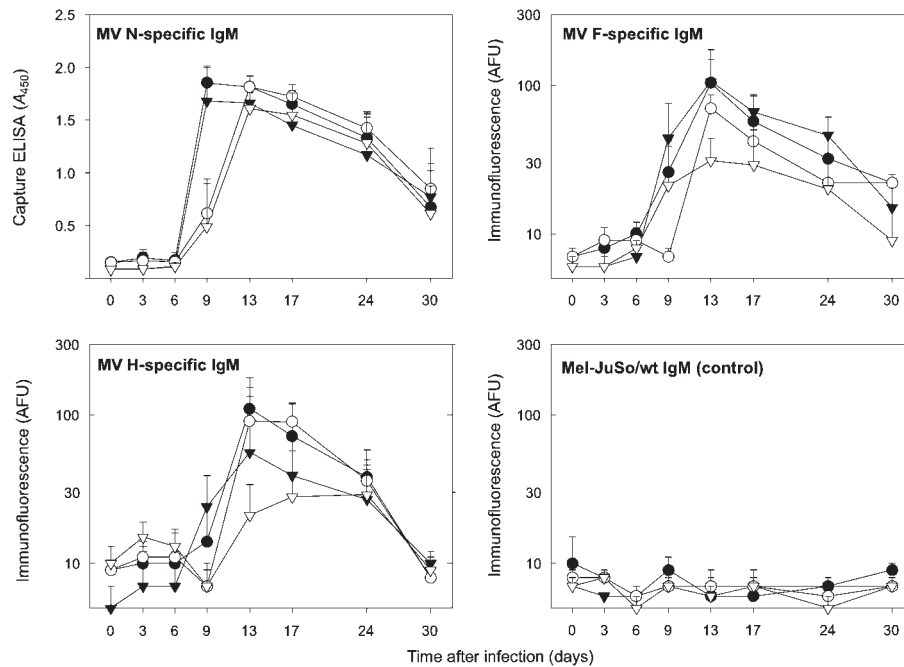 MV N-specific IgM
Capture ELISA (A450)
2.5
2.0
1.5
1.0
0.5
0 3 6 9 13 17 24 30
MV F-specific IgM
Immunofluorescence (AFU)
300
100
30
10
0 3 6 9 13 17 24 30
MV H-specific IgM
Immunofluorescence (AFU)
300
100
30
10
0 3 6 9 13 17 24 30
Mel-JuSo/wt IgM (control)
Immunofluorescence (AFU)
300
100
30
10
0 3 6 9 13 17 24 30
Time after infection (days)